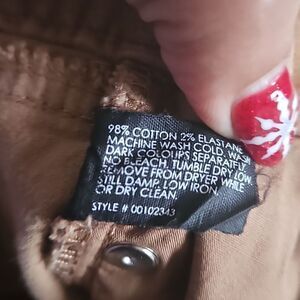 98% COTTON 2% ELASTANE
MACHINE WASH COLD, WASH
DARK COLOUPS SEPARATELY
NO BLEACH, TUMBLE DRY LOW
REMOVE FROM DRYER WHILE
STILL DAMP, LOW IRON
OR DRY CLEAN.
STYLE # 00102343